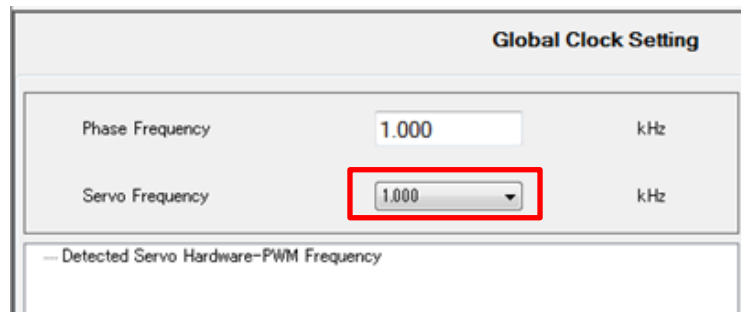 Global Clock Setting
Phase Frequency 1.000 kHz
Servo Frequency 1.000 kHz
Detected Servo Hardware-PWM Frequency